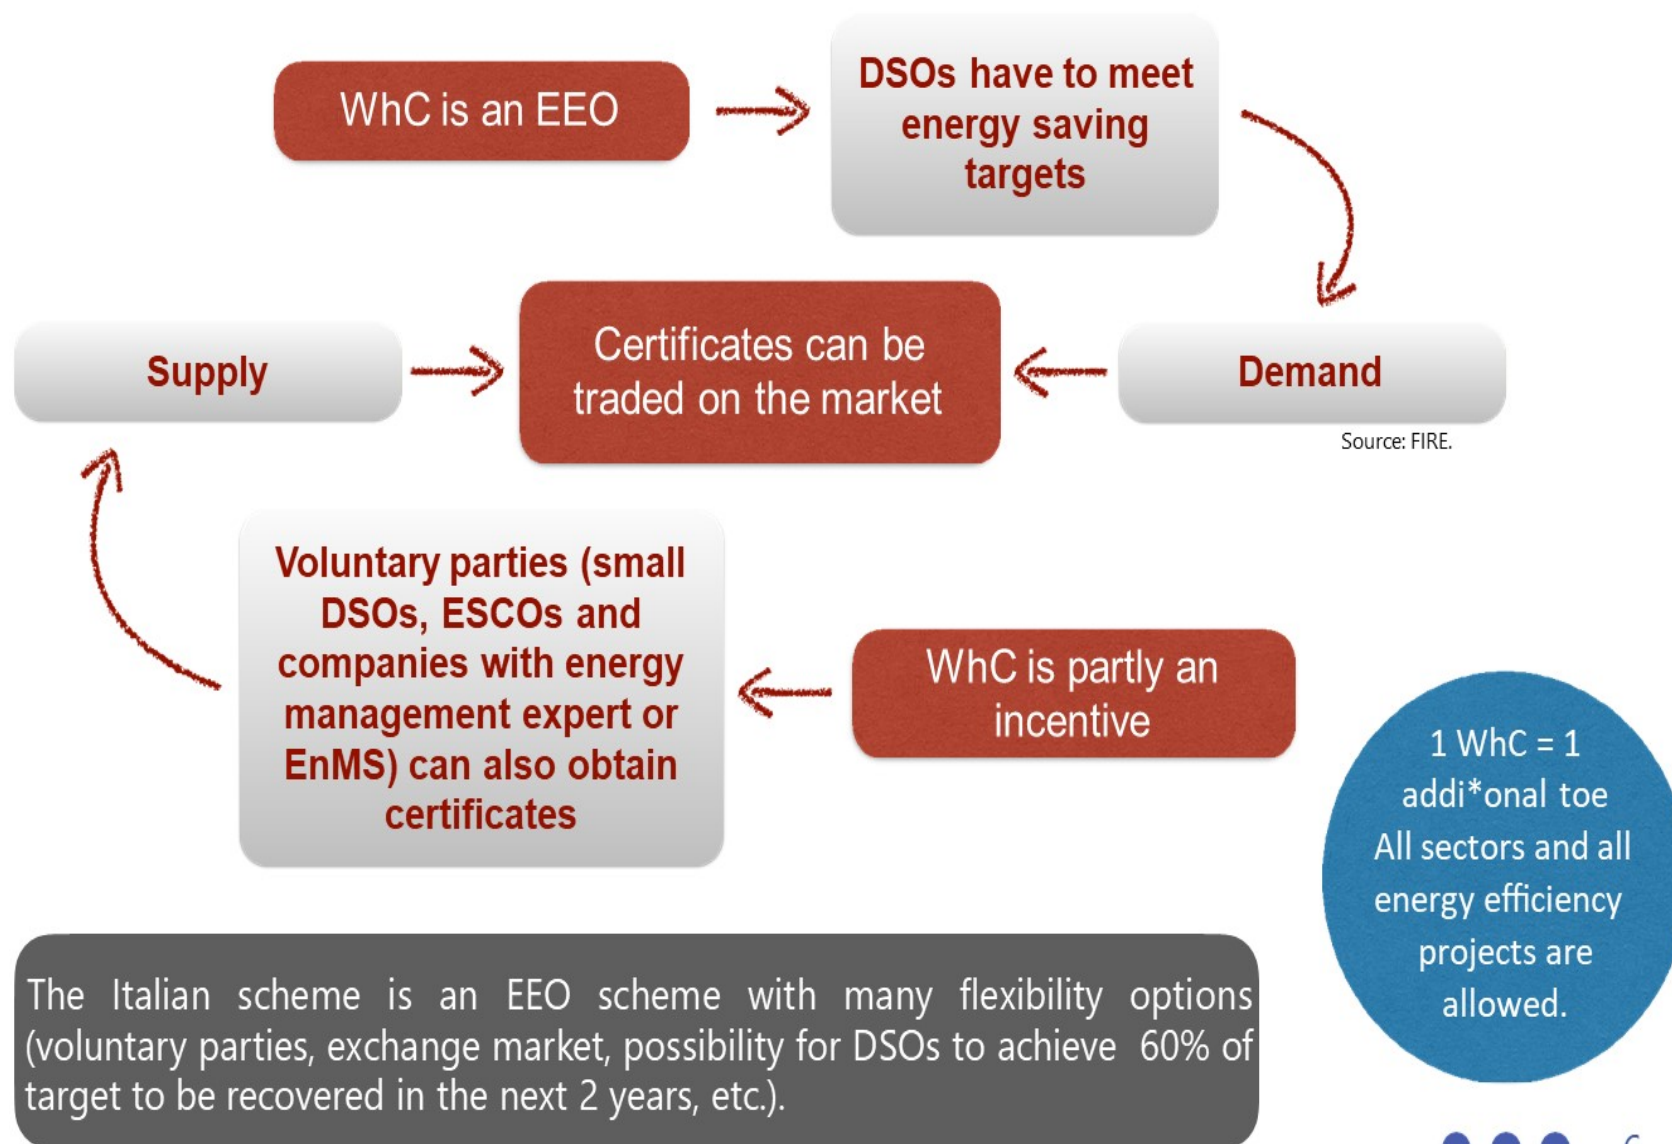 WhC is an EEO
DSOs have to meet
energy saving
targets
Supply
Certificates can be
traded on the market
Demand
Source: FIRE.
Voluntary parties (small
DSOs, ESCOs and
companies with energy
management expert or
EnMS) can also obtain
certificates
WhC is partly an
incentive
1 WhC = 1
addi*onal toe
All sectors and all
energy efficiency
projects are
allowed.
The Italian scheme is an EEO scheme with many flexibility options
(voluntary parties, exchange market, possibility for DSOs to achieve 60% of
target to be recovered in the next 2 years, etc.).